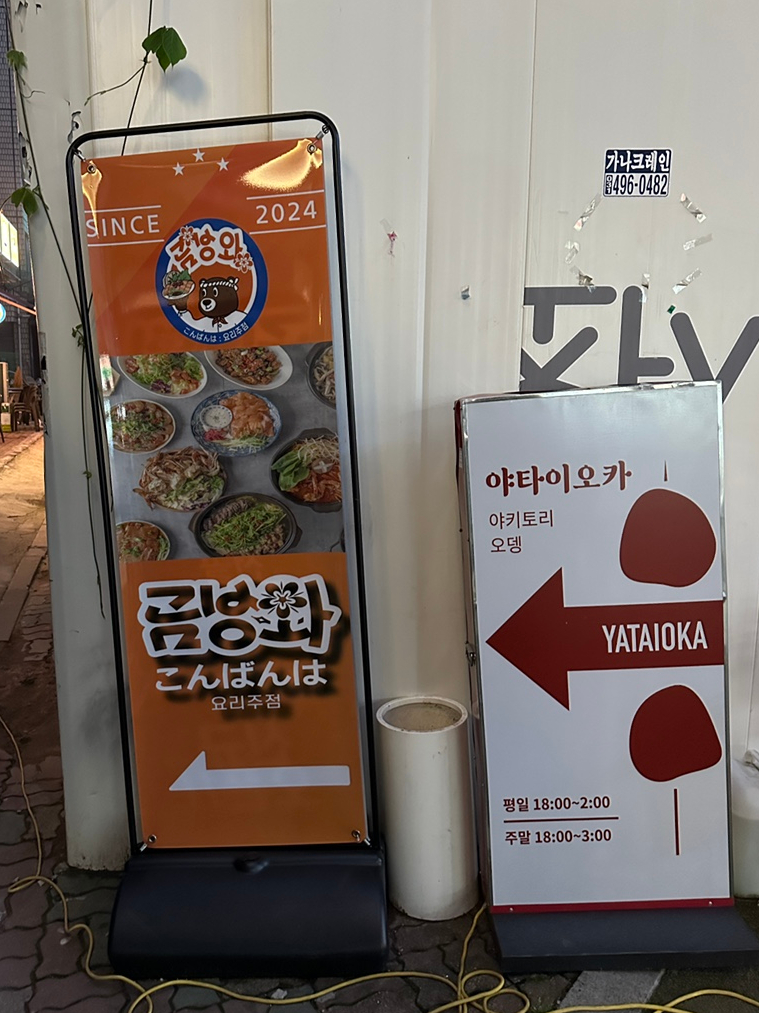 SINCE 2024
곰방와
こんばんは : 요리주점
곰방와
こんばんは
요리주점
가나크레인
496-0482
야타이오카
야키토리
오뎅
YATAIOKA
평일 18:00~2:00
주말 18:00~3:00